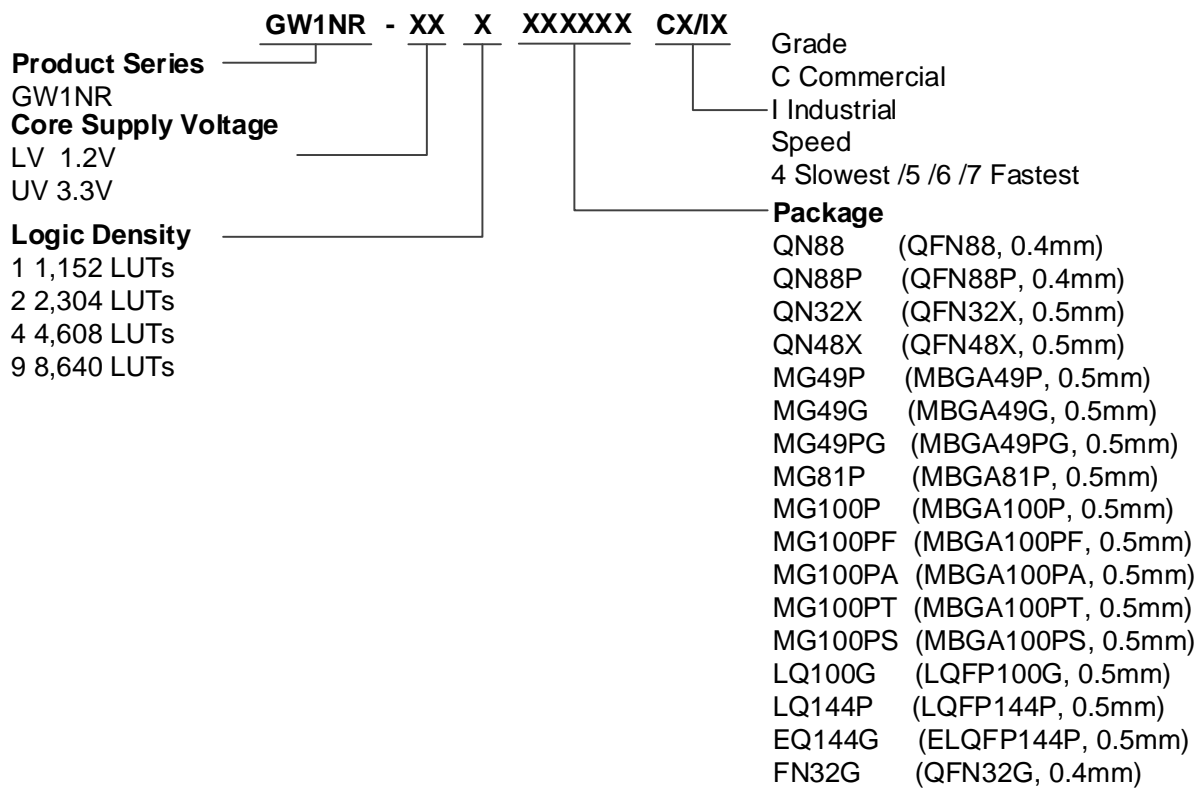 GW1NR - XX X XXXXXX CX/IX
Product Series
GW1NR
Core Supply Voltage
LV 1.2V
UV 3.3V
Logic Density
1 1,152 LUTs
2 2,304 LUTs
4 4,608 LUTs
9 8,640 LUTs
Grade
C Commercial
I Industrial
Speed
4 Slowest /5 /6 /7 Fastest
Package
QN88 (QFN88, 0.4mm)
QN88P (QFN88P, 0.4mm)
QN32X (QFN32X, 0.5mm)
QN48X (QFN48X, 0.5mm)
MG49P (MBGA49P, 0.5mm)
MG49G (MBGA49G, 0.5mm)
MG49PG (MBGA49PG, 0.5mm)
MG81P (MBGA81P, 0.5mm)
MG100P (MBGA100P, 0.5mm)
MG100PF (MBGA100PF, 0.5mm)
MG100PA (MBGA100PA, 0.5mm)
MG100PT (MBGA100PT, 0.5mm)
MG100PS (MBGA100PS, 0.5mm)
LQ100G (LQFP100G, 0.5mm)
LQ144P (LQFP144P, 0.5mm)
EQ144G (ELQFP144P, 0.5mm)
FN32G (QFN32G, 0.4mm)